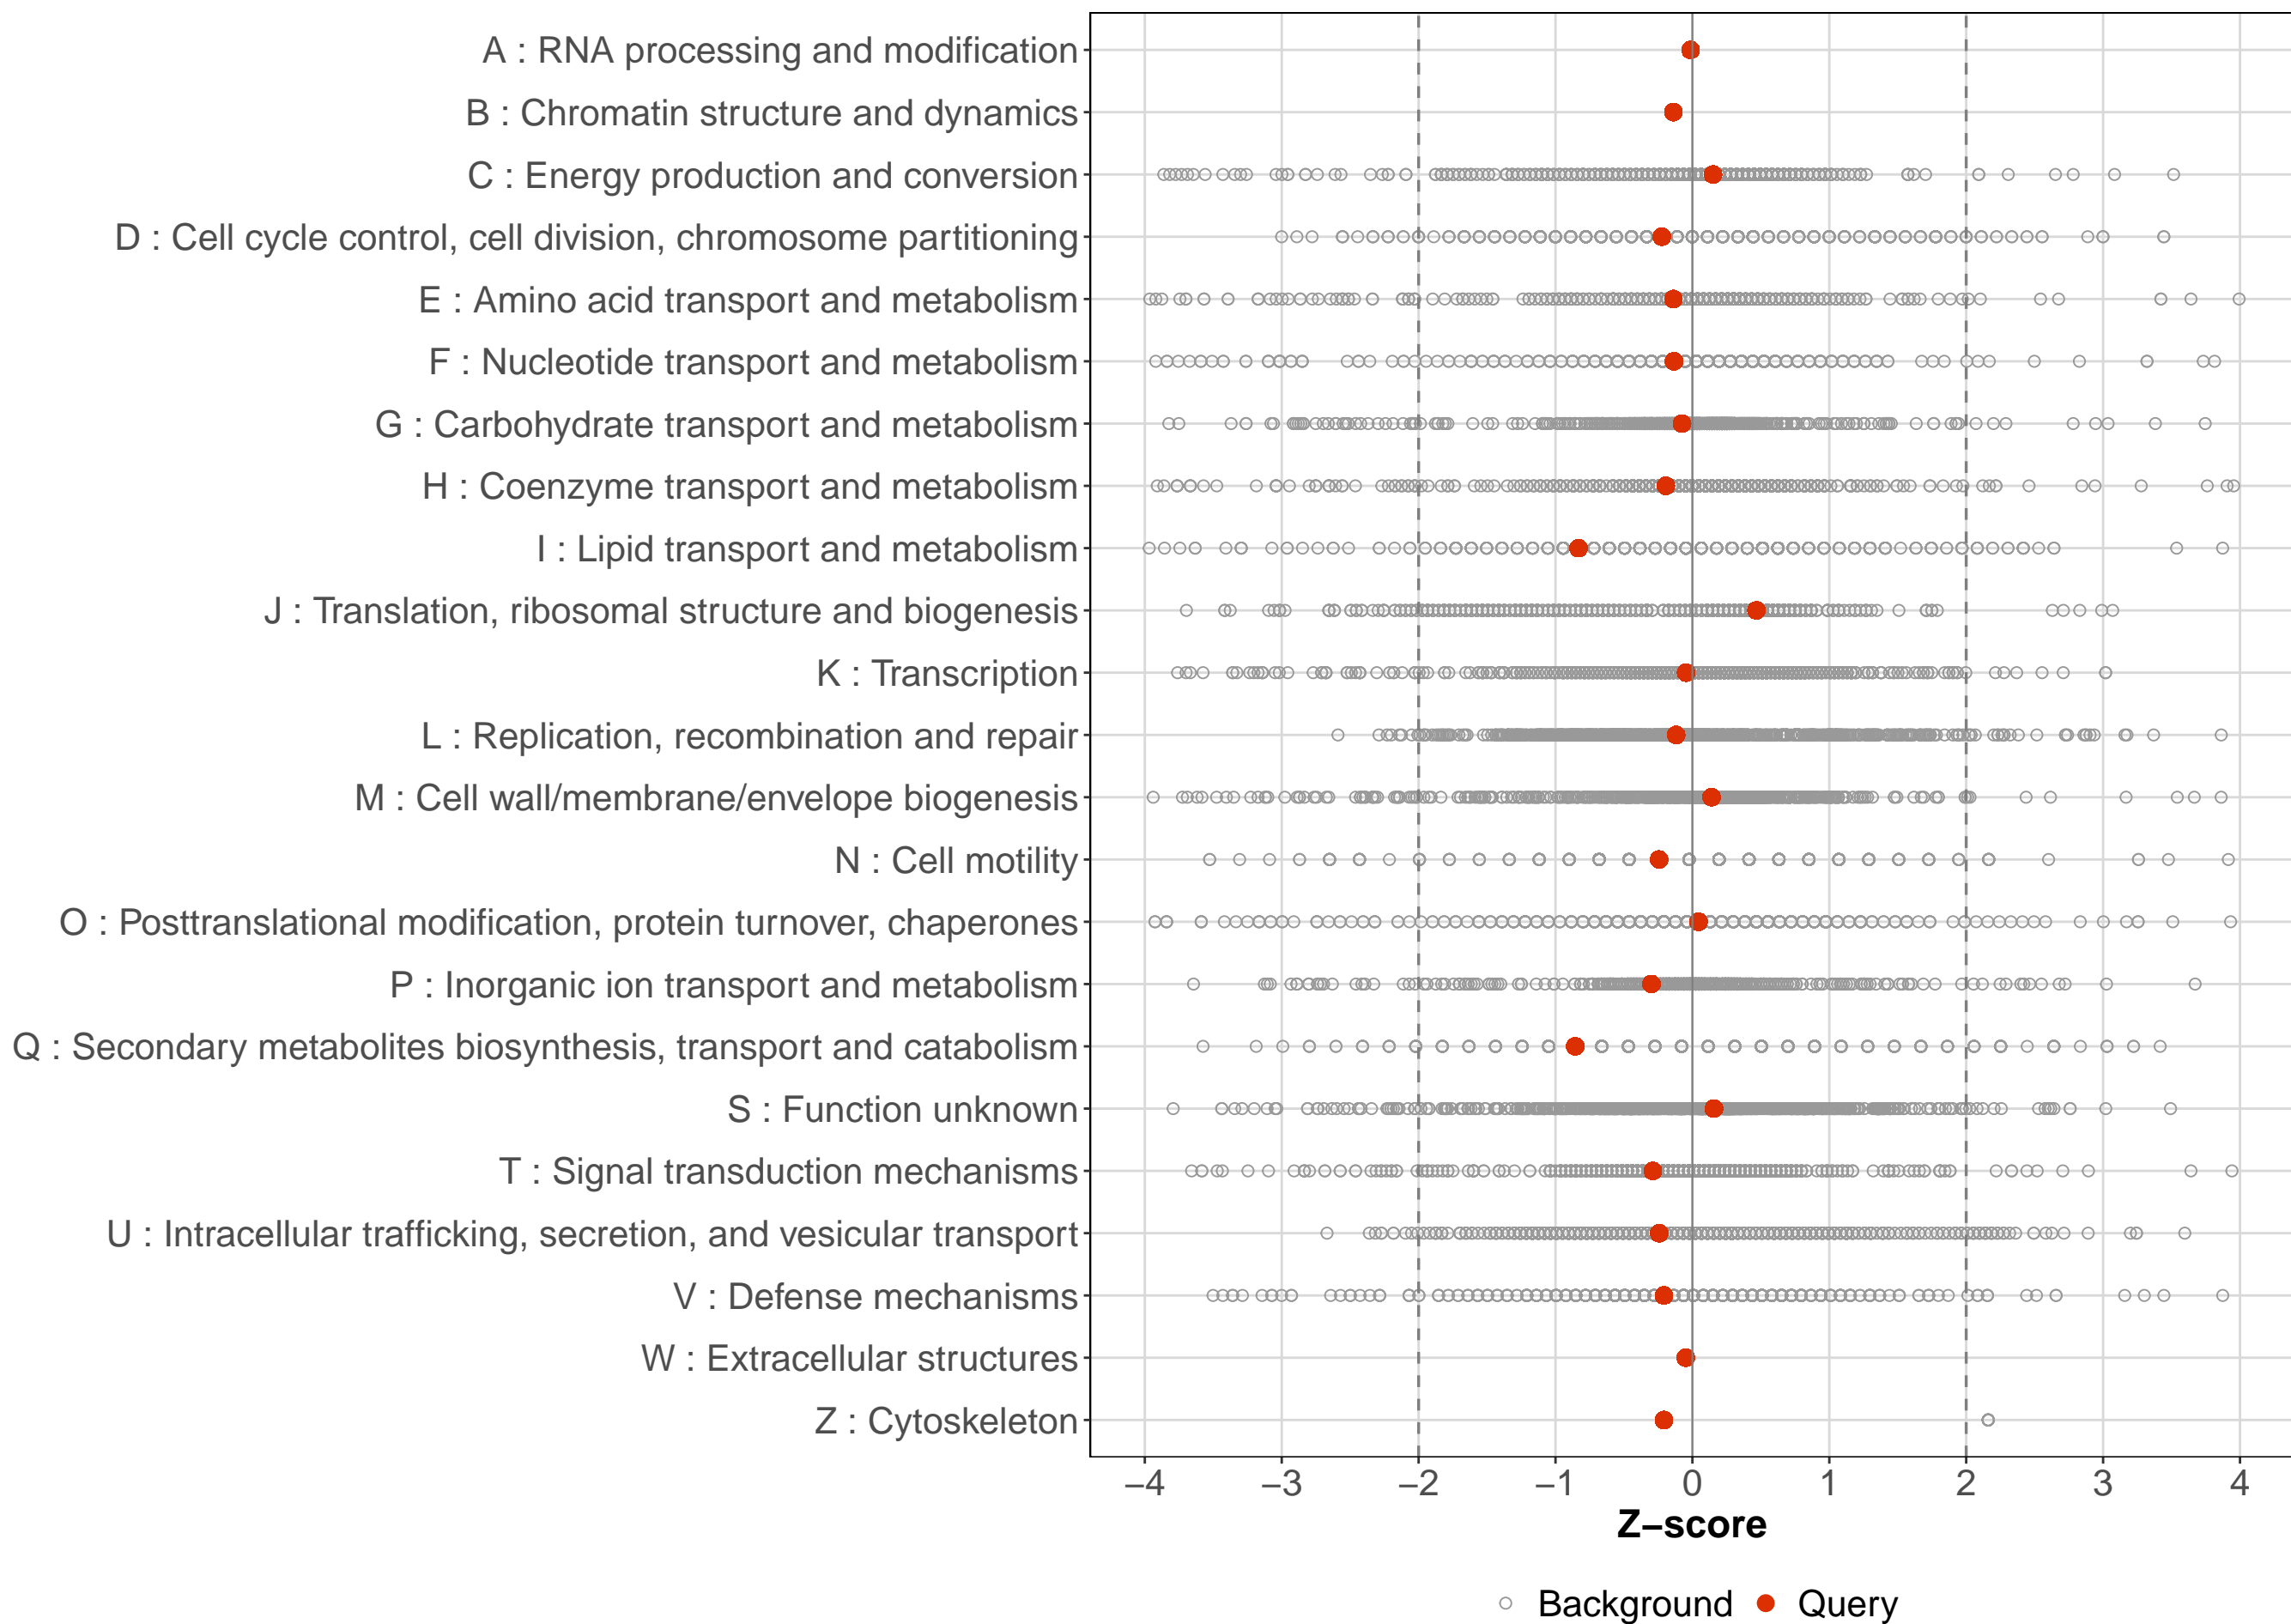 A : RNA processing and modification
B : Chromatin structure and dynamics
C : Energy production and conversion
D : Cell cycle control, cell division, chromosome partitioning
E : Amino acid transport and metabolism
F : Nucleotide transport and metabolism
G : Carbohydrate transport and metabolism
H : Coenzyme transport and metabolism
I : Lipid transport and metabolism
J : Translation, ribosomal structure and biogenesis
K : Transcription
L : Replication, recombination and repair
M : Cell wall/membrane/envelope biogenesis
N : Cell motility
O : Posttranslational modification, protein turnover, chaperones
P : Inorganic ion transport and metabolism
Q : Secondary metabolites biosynthesis, transport and catabolism
S : Function unknown
T : Signal transduction mechanisms
U : Intracellular trafficking, secretion, and vesicular transport
V : Defense mechanisms
W : Extracellular structures
Z : Cytoskeleton
−4 −3 −2 −1 0 1 2 3 4
Z−score
Background Query